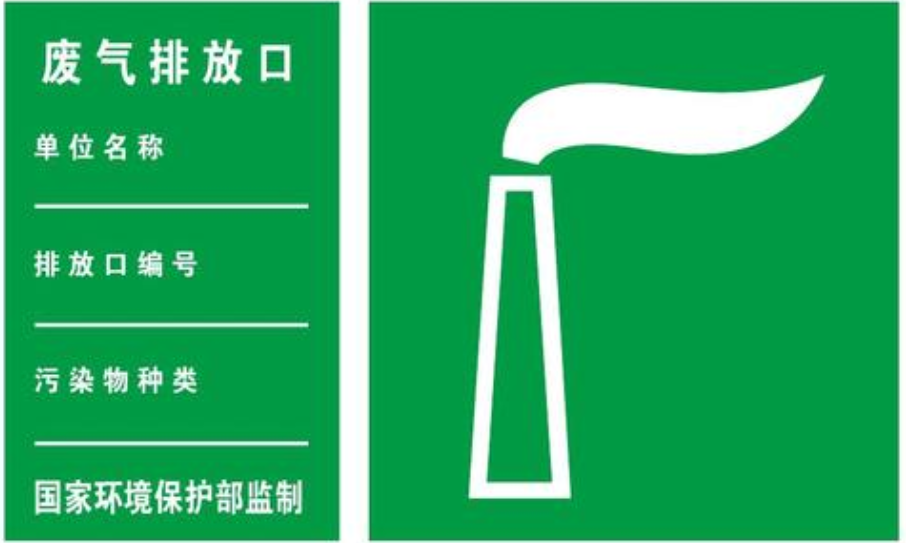 废气排放口
单位名称
排放口编号
污染物种类
国家环境保护部监制